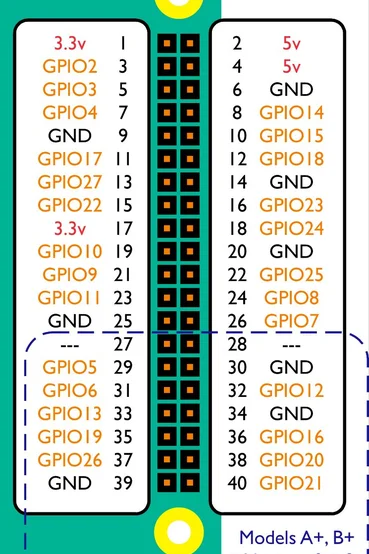 3.3v 1 2 5v
GPIO2 3 4 5v
GPIO3 5 6 GND
GPIO4 7 8 GPIO14
GND 9 10 GPIO15
GPIO17 11 12 GPIO18
GPIO27 13 14 GND
GPIO22 15 16 GPIO23
3.3v 17 18 GPIO24
GPIO10 19 20 GND
GPIO9 21 22 GPIO25
GPIO11 23 24 GPIO8
GND 25 26 GPIO7
--- 27 28 ---
GPIO5 29 30 GND
GPIO6 31 32 GPIO12
GPIO13 33 34 GND
GPIO19 35 36 GPIO16
GPIO26 37 38 GPIO20
GND 39 40 GPIO21
Models A+, B+